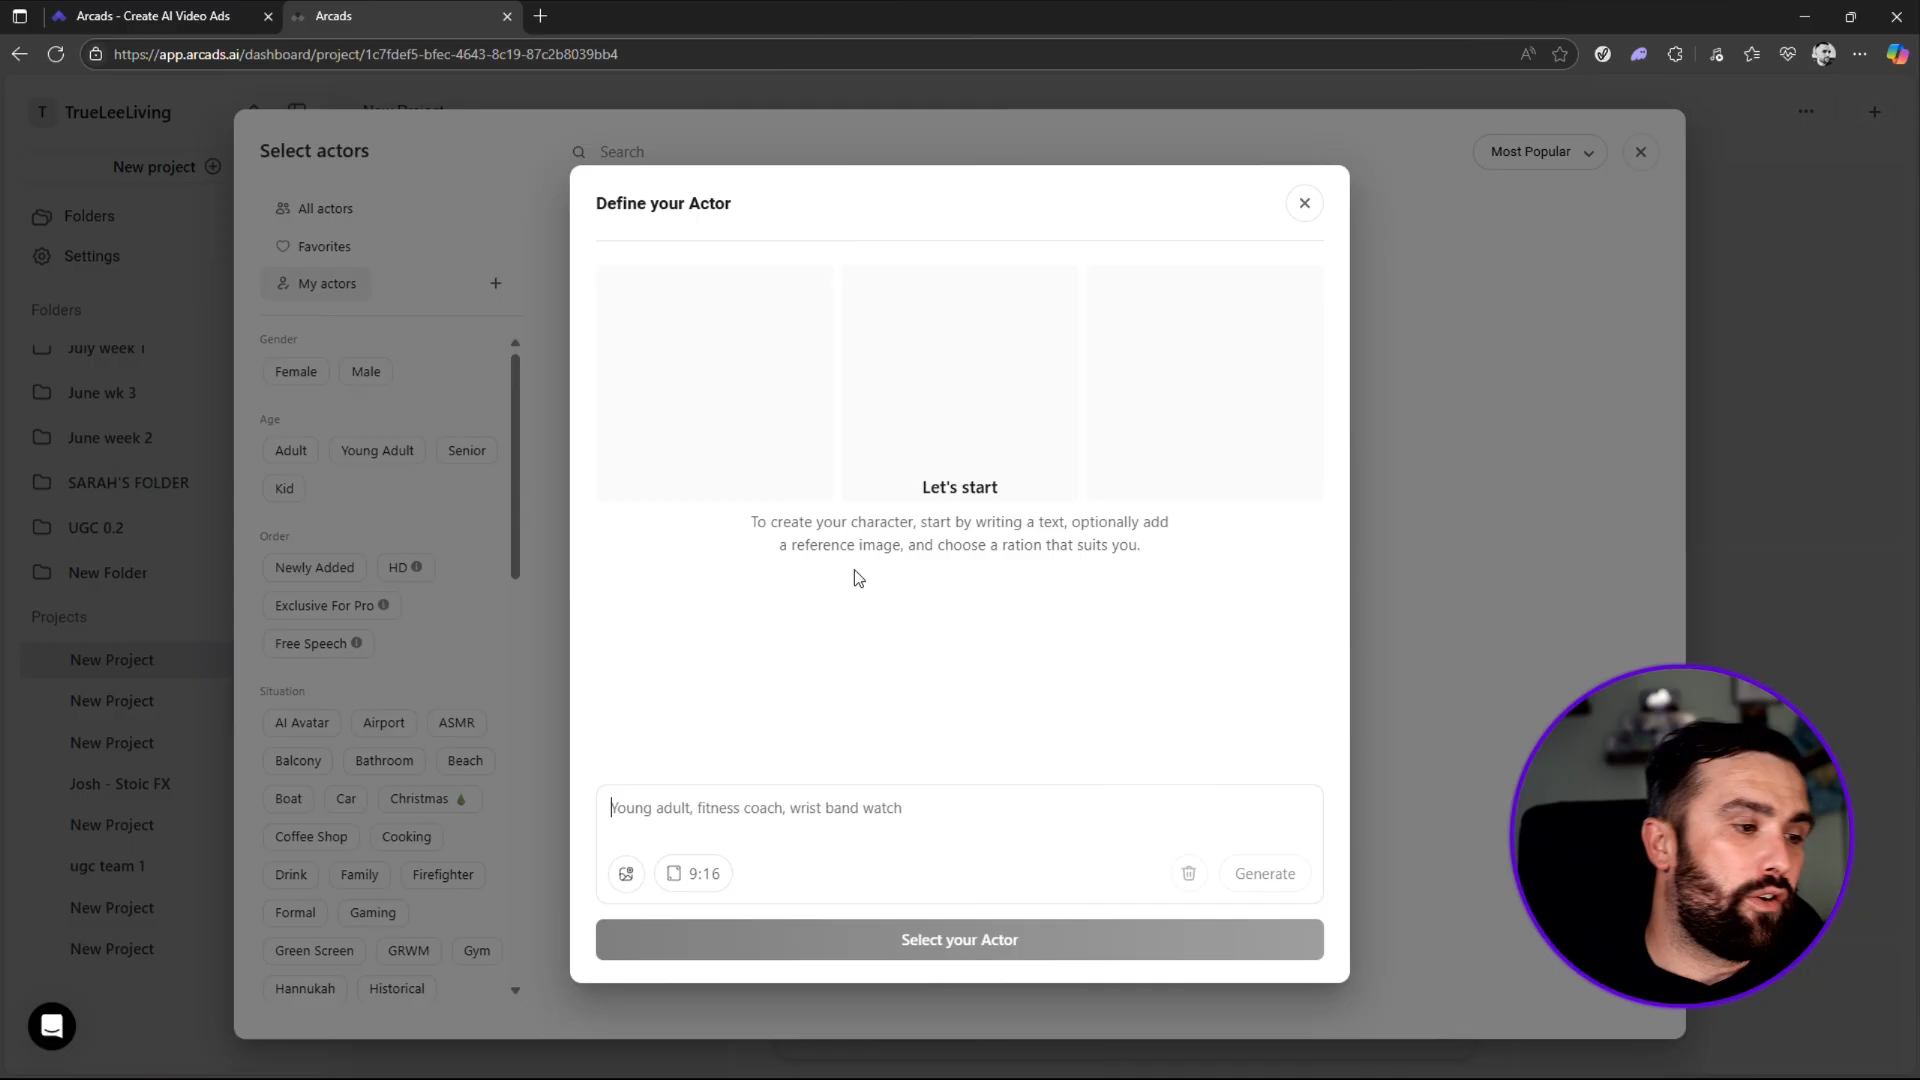 Arcads - Create AI Video Ads
Arcads
https://app.arcads.ai/dashboard/project/1c7fdef5-bfec-4643-8c19-87c2b8039bb4
T TrueLeeLiving
New project
Folders
Settings
Folders
July week 1
June wk 3
June week 2
SARAH'S FOLDER
UGC 0.2
New Folder
Projects
New Project
New Project
New Project
Josh - Stoic FX
New Project
ugc team 1
New Project
New Project
New Project
Select actors
Search
Most Popular
All actors
Favorites
My actors
Gender
Female Male
Age
Adult Young Adult Senior
Kid
Order
Newly Added HD
Exclusive For Pro
Free Speech
Situation
AI Avatar Airport ASMR
Balcony Bathroom Beach
Boat Car Christmas
Coffee Shop Cooking
Drink Family Firefighter
Formal Gaming
Green Screen GRWM Gym
Hannukah Historical
Define your Actor
Let's start
To create your character, start by writing a text, optionally add
a reference image, and choose a ration that suits you.
Young adult, fitness coach, wrist band watch
9:16
Generate
Select your Actor